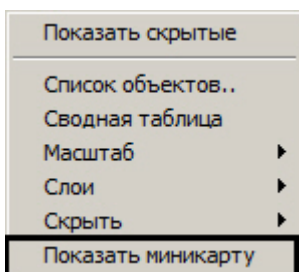 Показать скрытые
Список объектов..
Сводная таблица
Масштаб
Слои
Скрыть
Показать миникарту